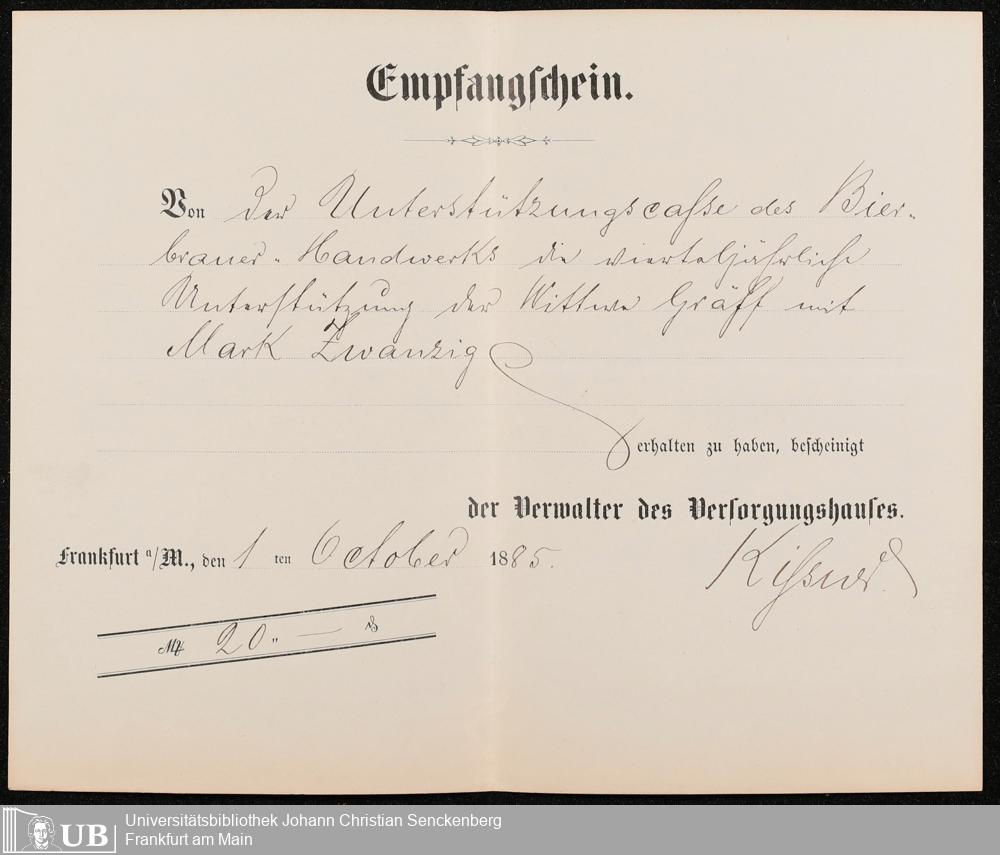 Empfangschein.
Von der Unterstützungscasse des Bier-
brauer-Handwerks die vierteljährliche
Unterstützung der Wittwe Gräff mit
Mark Zwanzig
erhalten zu haben, bescheinigt
der Verwalter des Versorgungshauses.
Frankfurt a/M., den 1 ten October 1885.
Kissner
M 20 " — ₰
UB Universitätsbibliothek Johann Christian Senckenberg
Frankfurt am Main